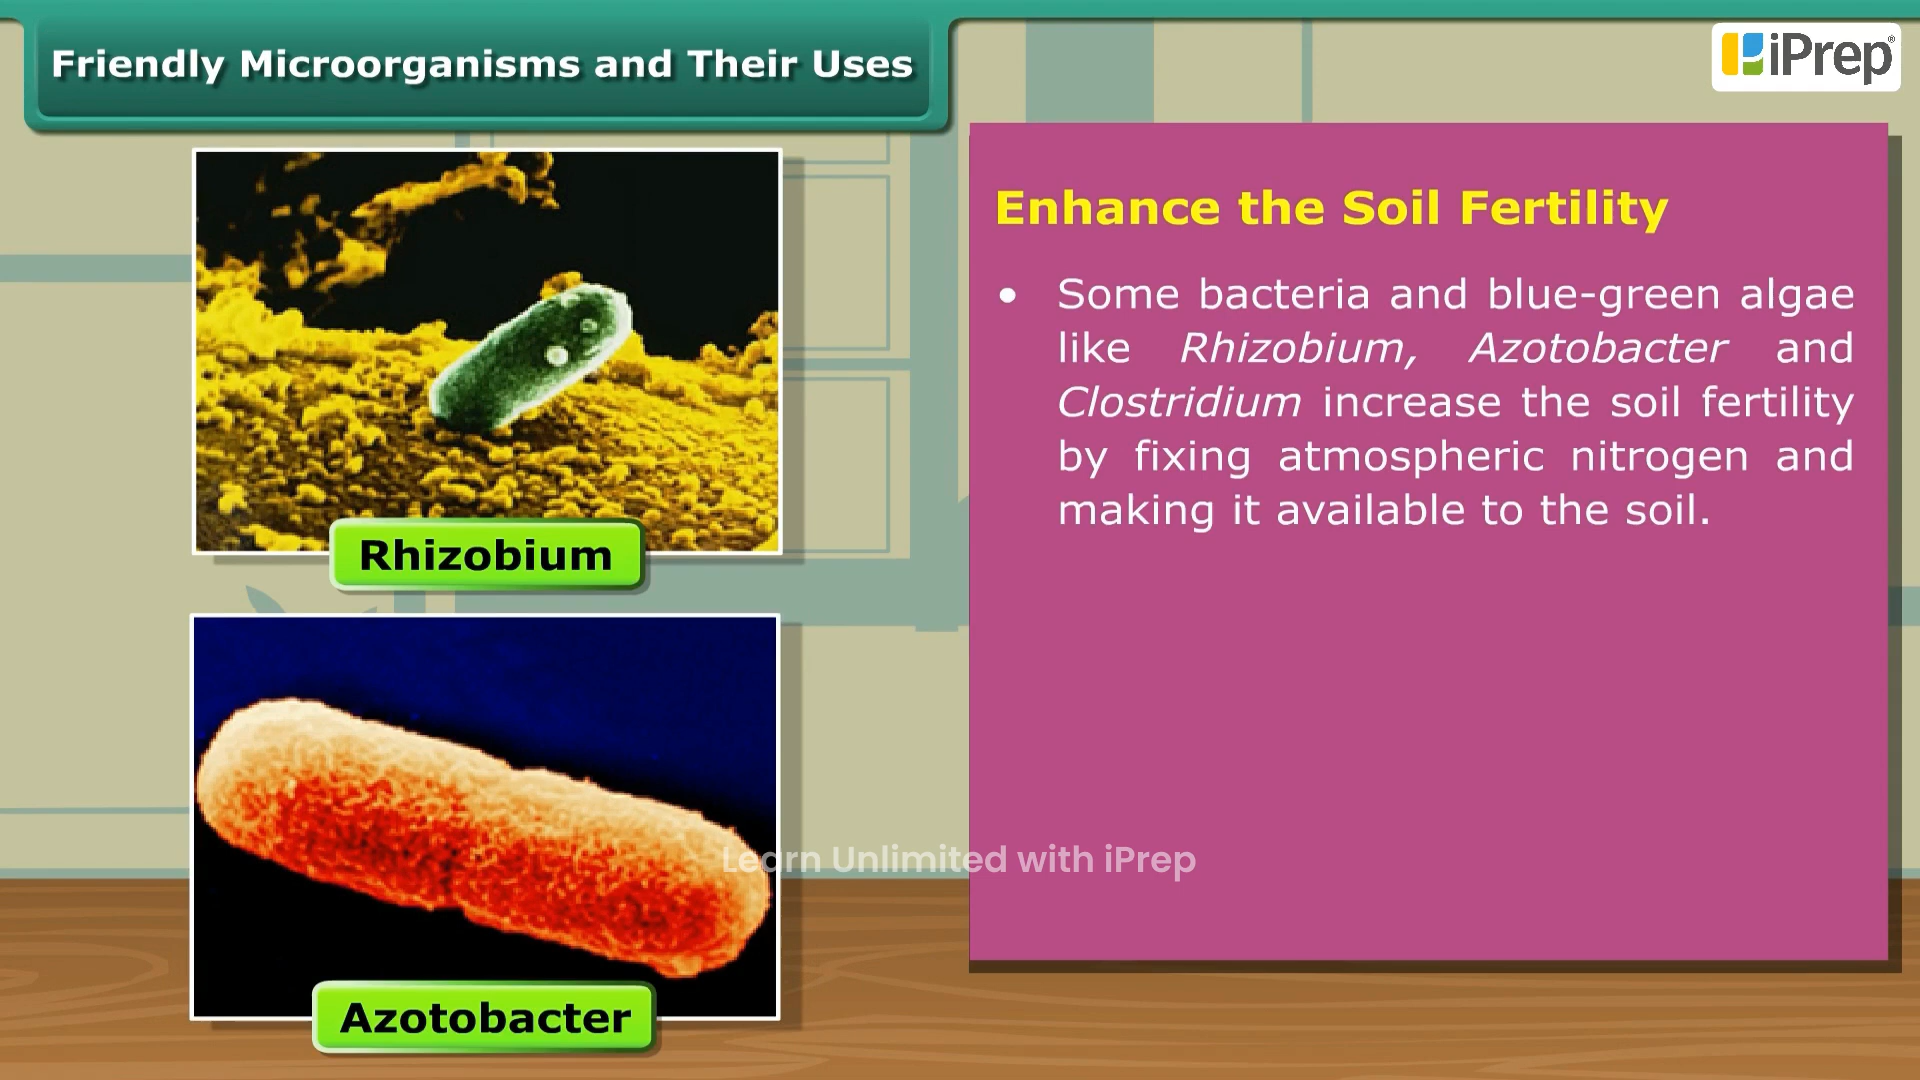 Friendly Microorganisms and Their Uses
iPrep®
Enhance the Soil Fertility
• Some bacteria and blue-green algae
like Rhizobium, Azotobacter and
Clostridium increase the soil fertility
by fixing atmospheric nitrogen and
making it available to the soil.
Rhizobium
Azotobacter
Learn Unlimited with iPrep